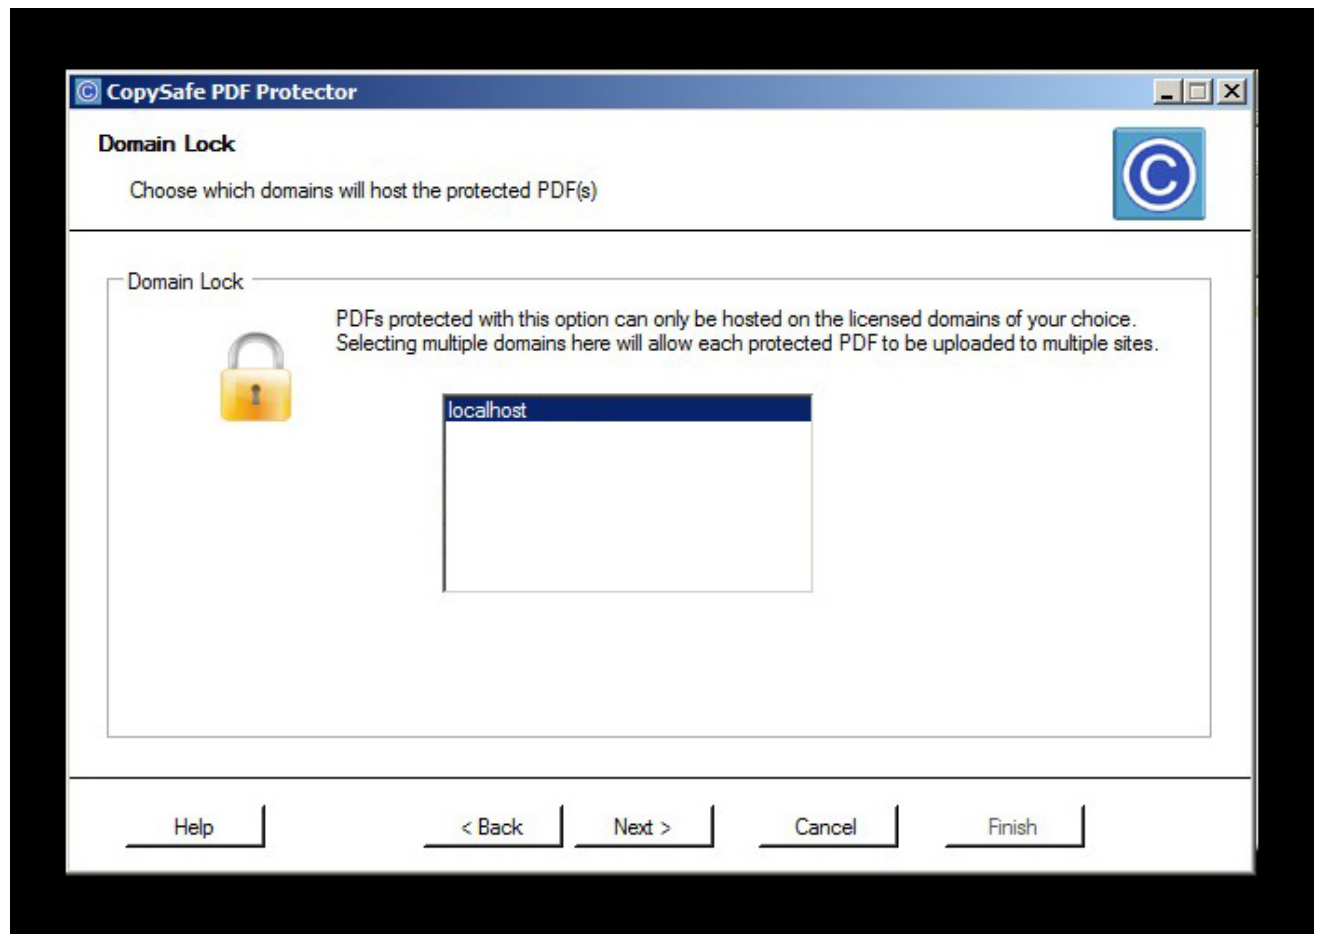 © CopySafe PDF Protector
Domain Lock
Choose which domains will host the protected PDF(s)
©
Domain Lock
PDFs protected with this option can only be hosted on the licensed domains of your choice.
Selecting multiple domains here will allow each protected PDF to be uploaded to multiple sites.
localhost
Help
< Back
Next >
Cancel
Finish